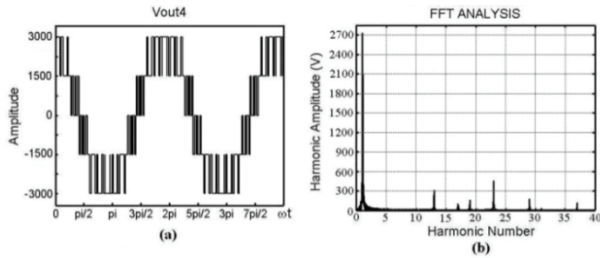 Vout4
Amplitude
3000
1500
0
-1500
-3000
0 pi/2 pi 3pi/2 2pi 5pi/2 3pi 7pi/2 ωt
(a)
FFT ANALYSIS
Harmonic Amplitude (V)
2700
2400
2100
1800
1500
1200
900
600
300
0
0 5 10 15 20 25 30 35 40
Harmonic Number
(b)